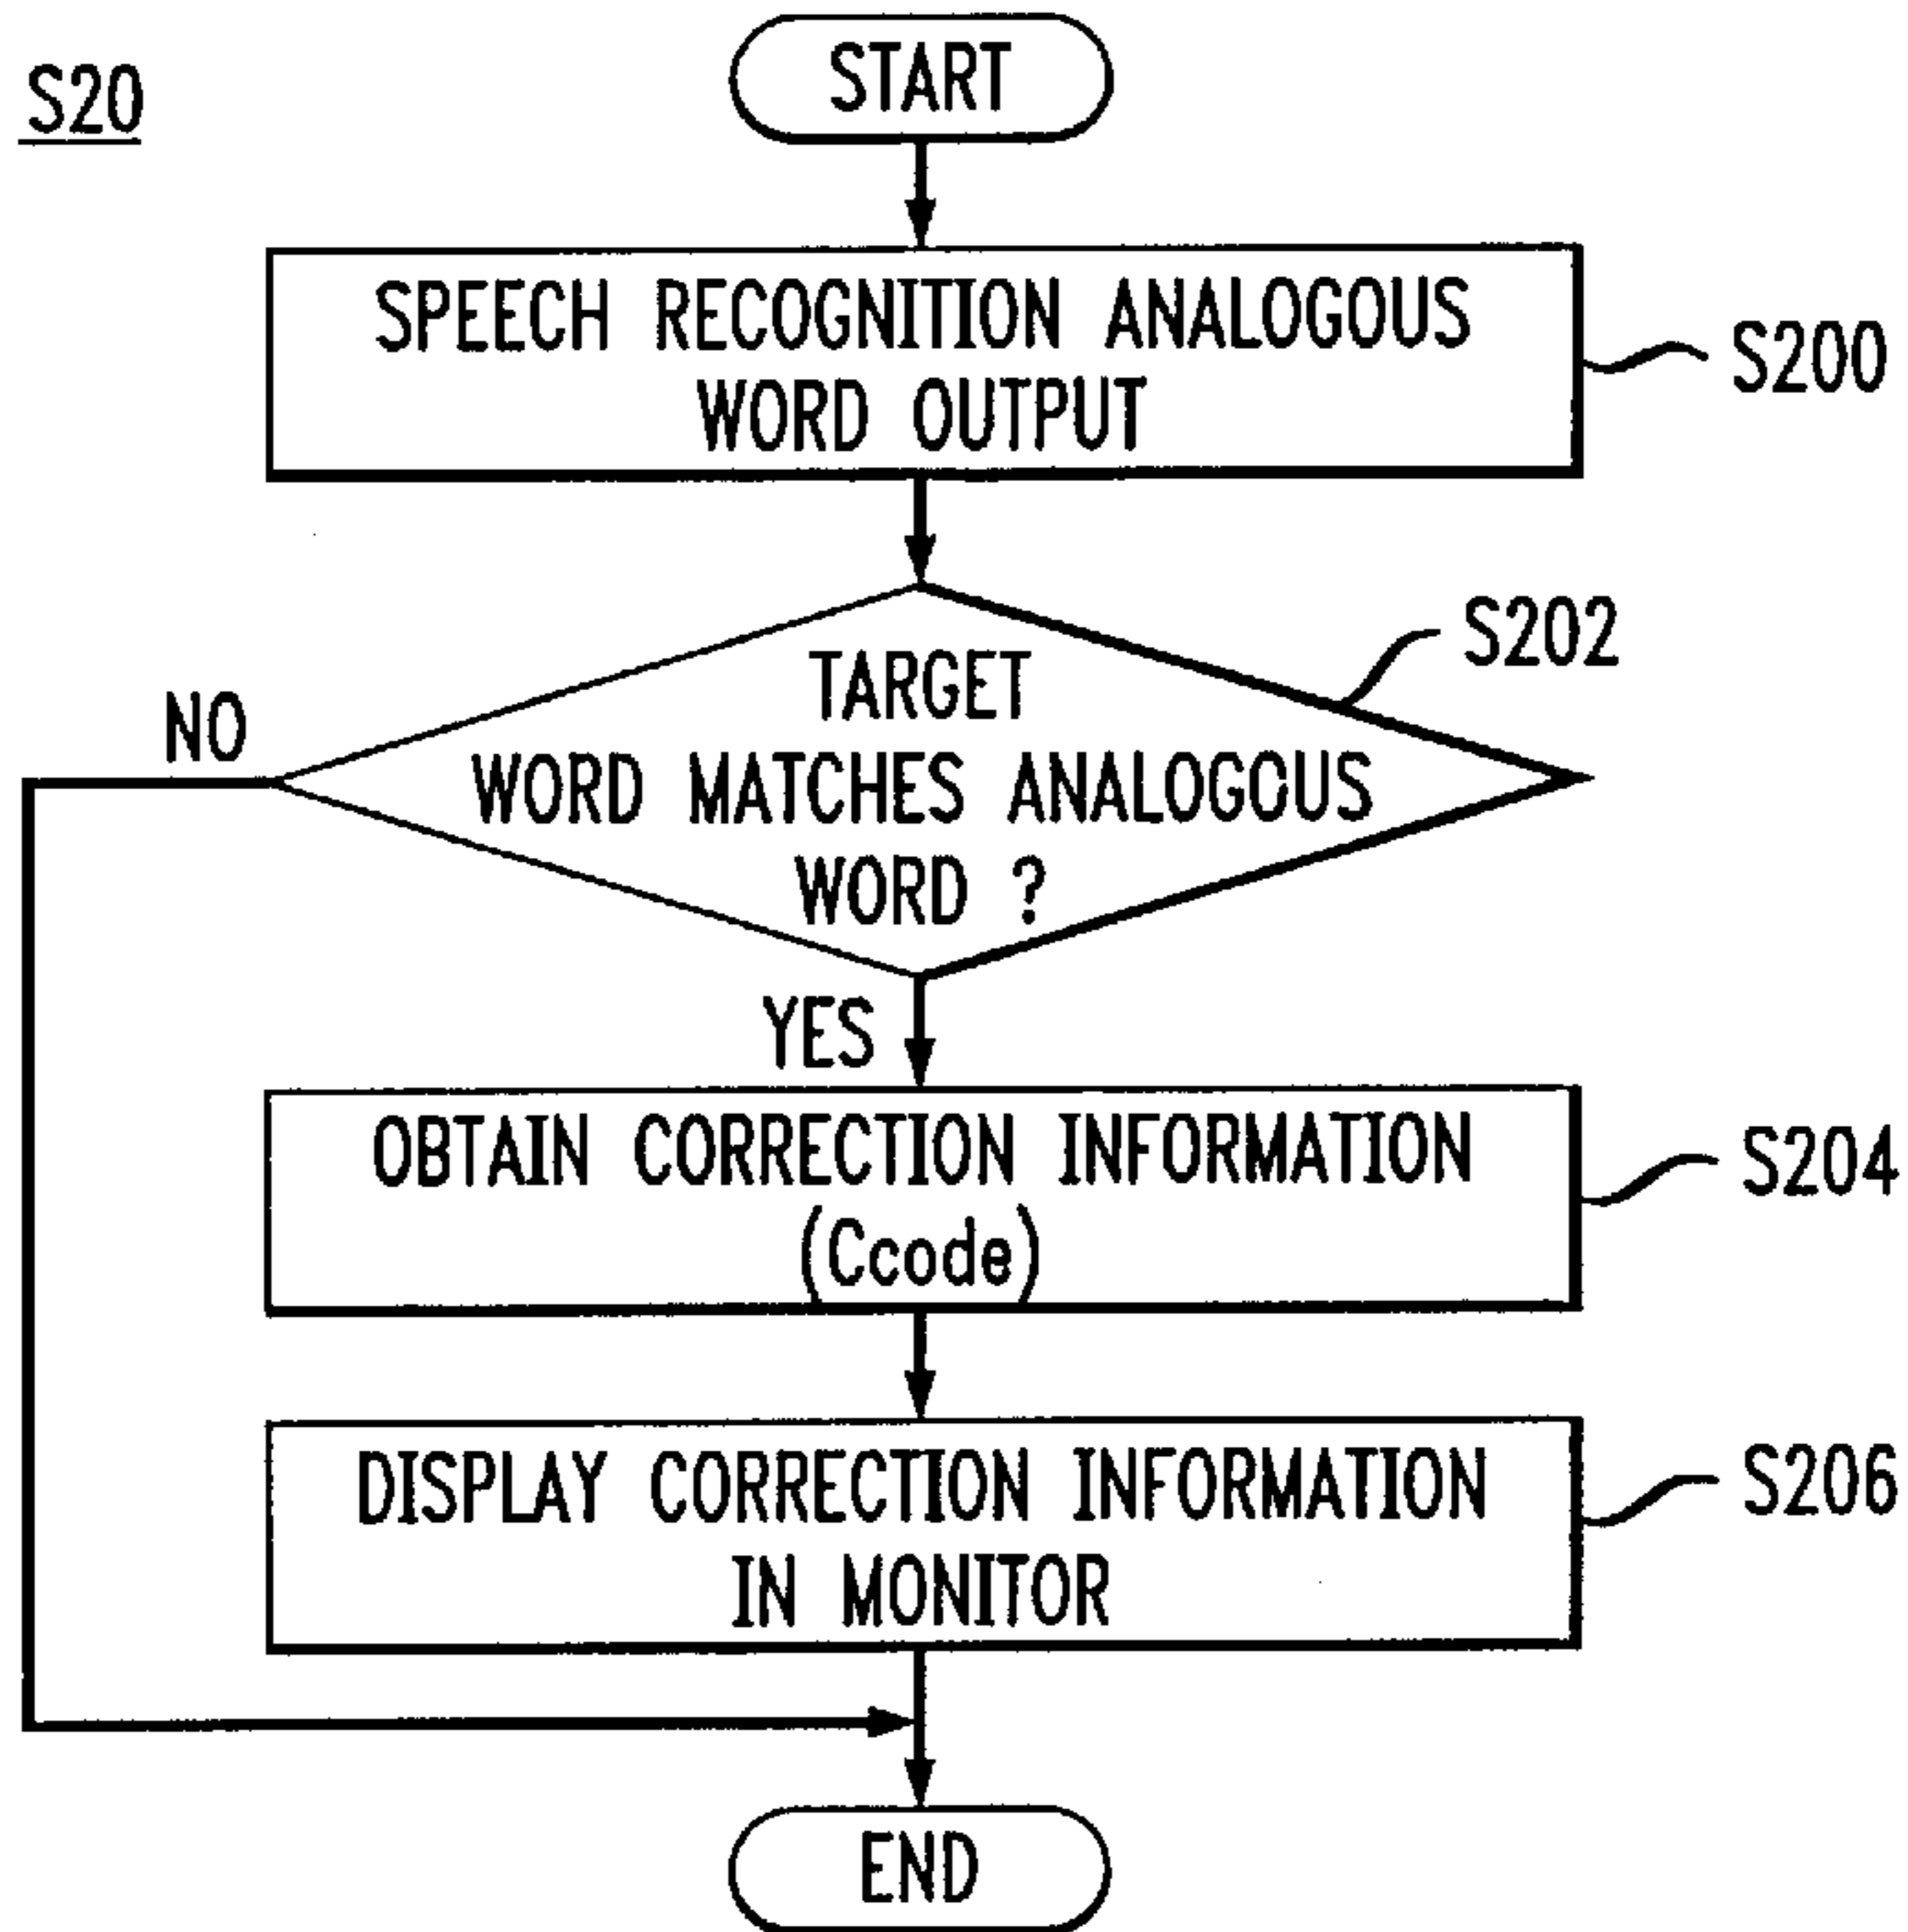 S20
START
SPEECH RECOGNITION ANALOGOUS
WORD OUTPUT
S200
S202
TARGET
WORD MATCHES ANALOGOUS
WORD ?
NO
YES
OBTAIN CORRECTION INFORMATION
(Ccode)
S204
DISPLAY CORRECTION INFORMATION
IN MONITOR
S206
END